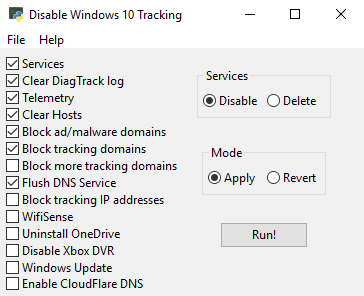 Disable Windows 10 Tracking
File Help
Services
Clear DiagTrack log
Telemetry
Clear Hosts
Block ad/malware domains
Block tracking domains
Block more tracking domains
Flush DNS Service
Block tracking IP addresses
WifiSense
Uninstall OneDrive
Disable Xbox DVR
Windows Update
Enable CloudFlare DNS
Services
Disable Delete
Mode
Apply Revert
Run!